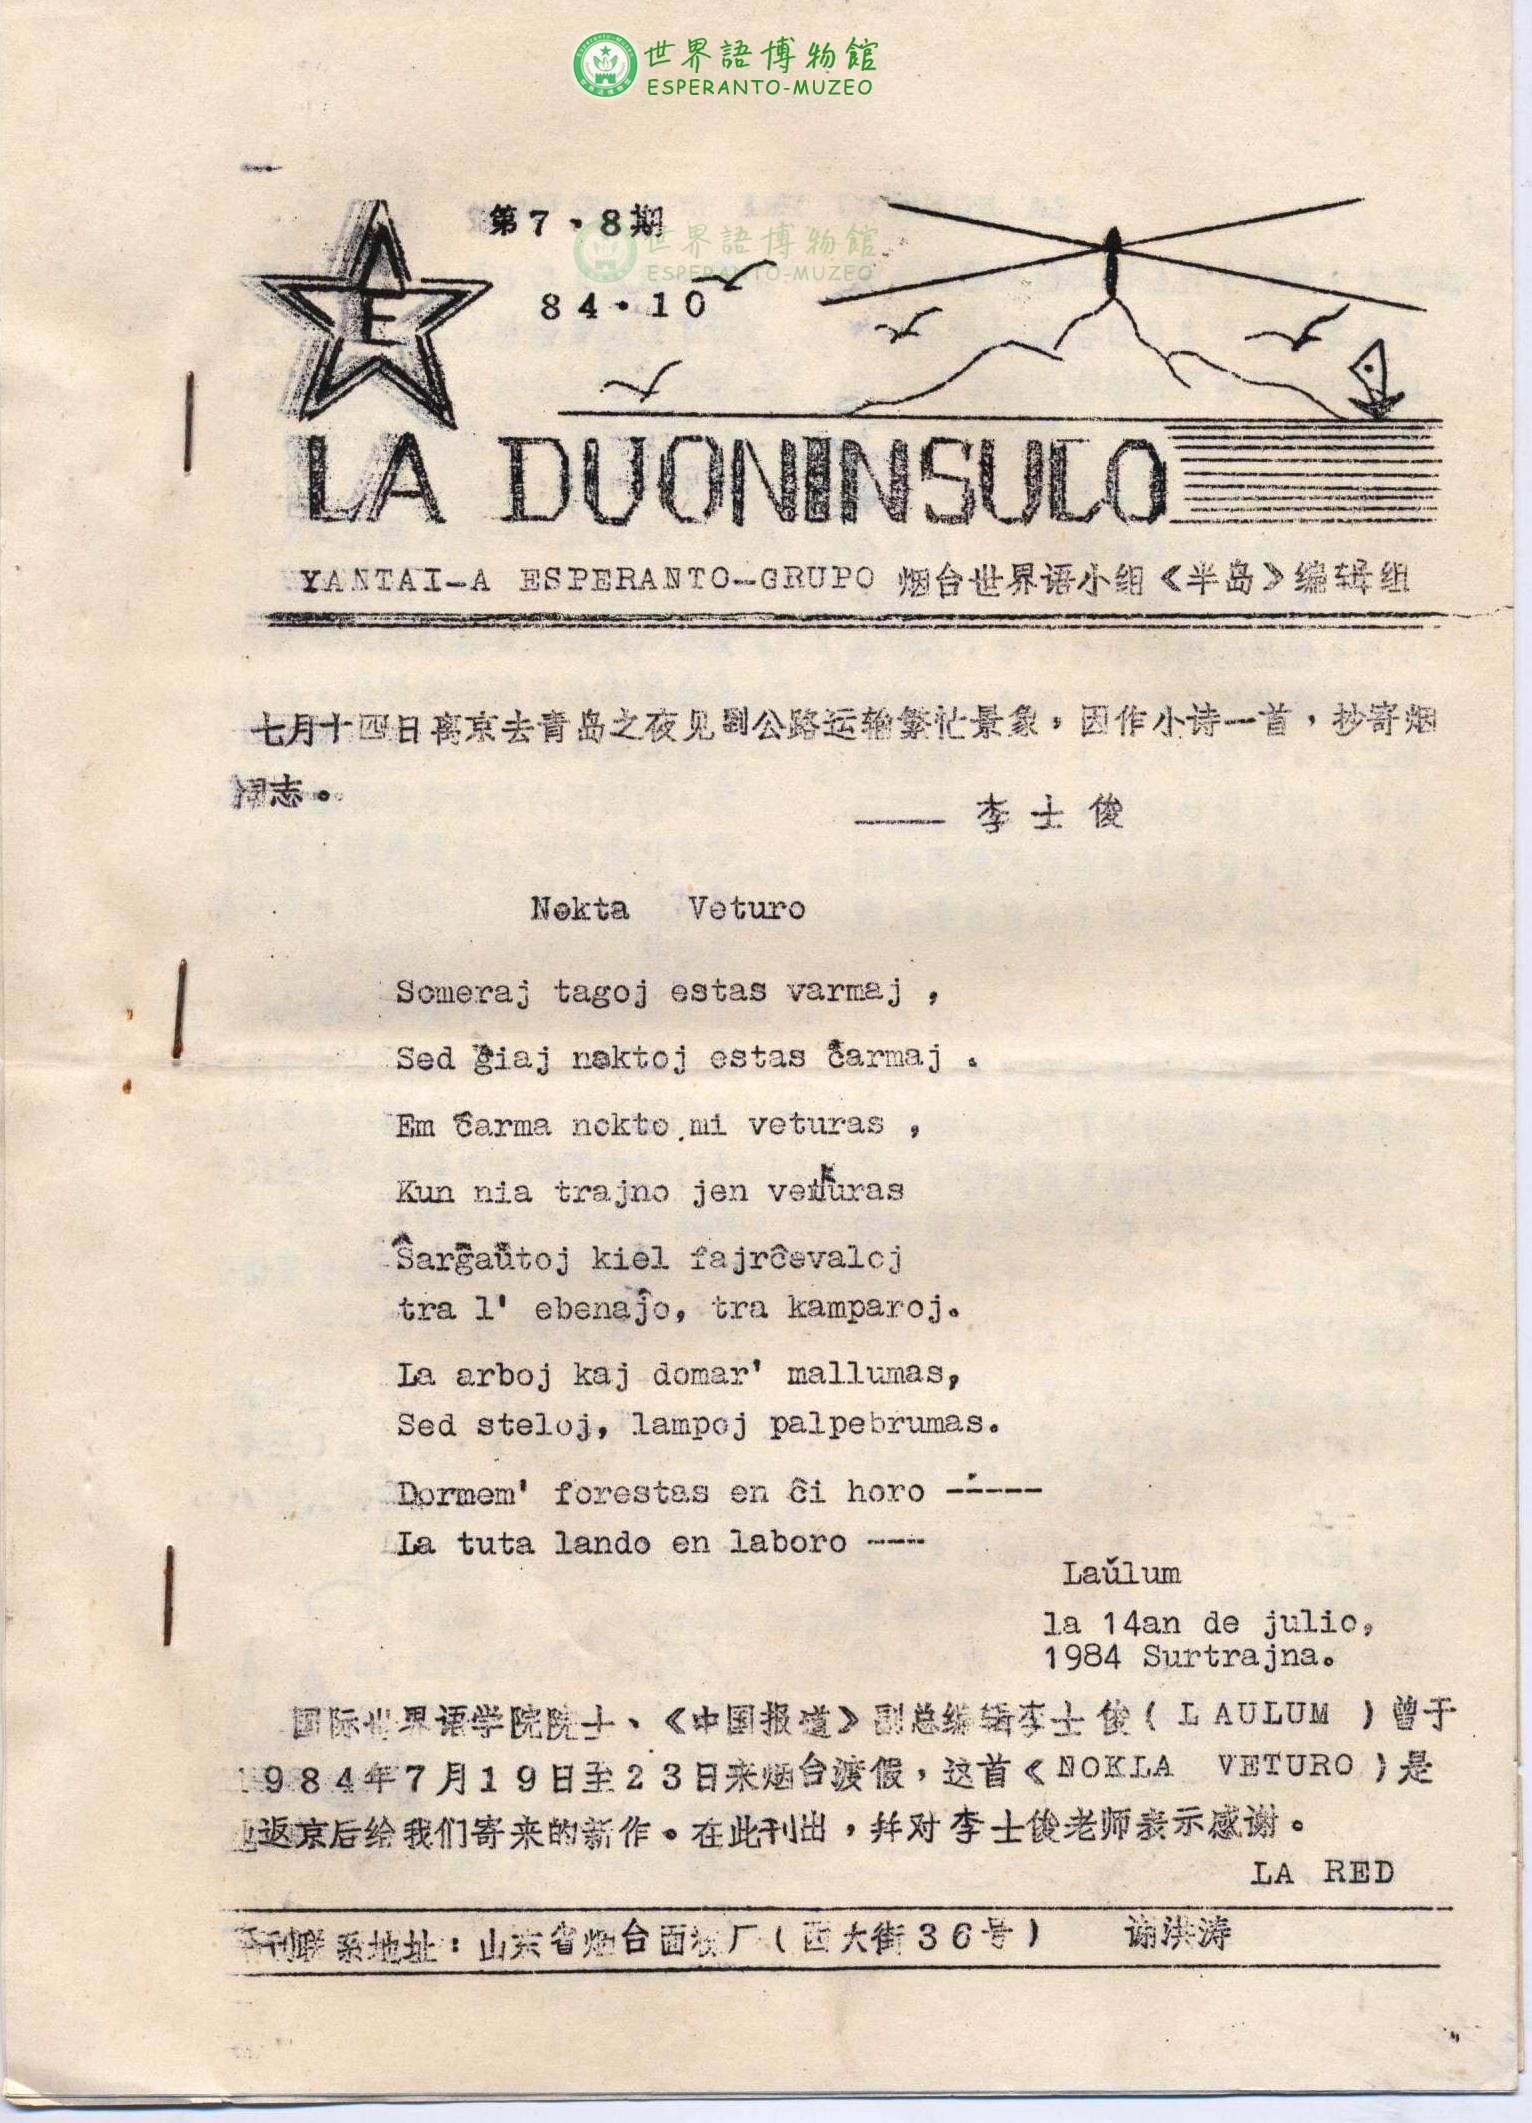 世界語博物館
ESPERANTO-MUZEO
第7·8期
世界語博物館
ESPERANTO-MUZEO
84·10
E
LA DUONINSULO
YANTAI-A ESPERANTO-GRUPO 烟台世界语小组《半岛》编辑组
七月十四日离京去青岛之夜见到公路运输繁忙景象，因作小诗一首，抄寄烟
同志。
—— 李士俊
Nokta Veturo
Someraj tagoj estas varmaj ,
Sed ĝiaj noktoj estas ĉarmaj .
Em ĉarma nokto mi veturas ,
Kun nia trajno jen veturas
Ŝarĝaŭtoj kiel fajrĉevaloj
tra l' ebenaĵo, tra kamparoj.
La arboj kaj domar' mallumas,
Sed steloj, lampoj palpebrumas.
Dormem' forestas en ĉi horo -----
La tuta lando en laboro ----
Laŭlum
la 14an de julio,
1984 Surtrajna.
国际世界语学院院士、《中国报道》副总编辑李士俊(LAULUM)曾于
1984年7月19日至23日来烟台渡假，这首《NOKLA VETURO)是
他返京后给我们寄来的新作。在此刊出，并对李士俊老师表示感谢。
LA RED
本刊联系地址：山东省烟台面 厂(西大街36号) 谢洪涛